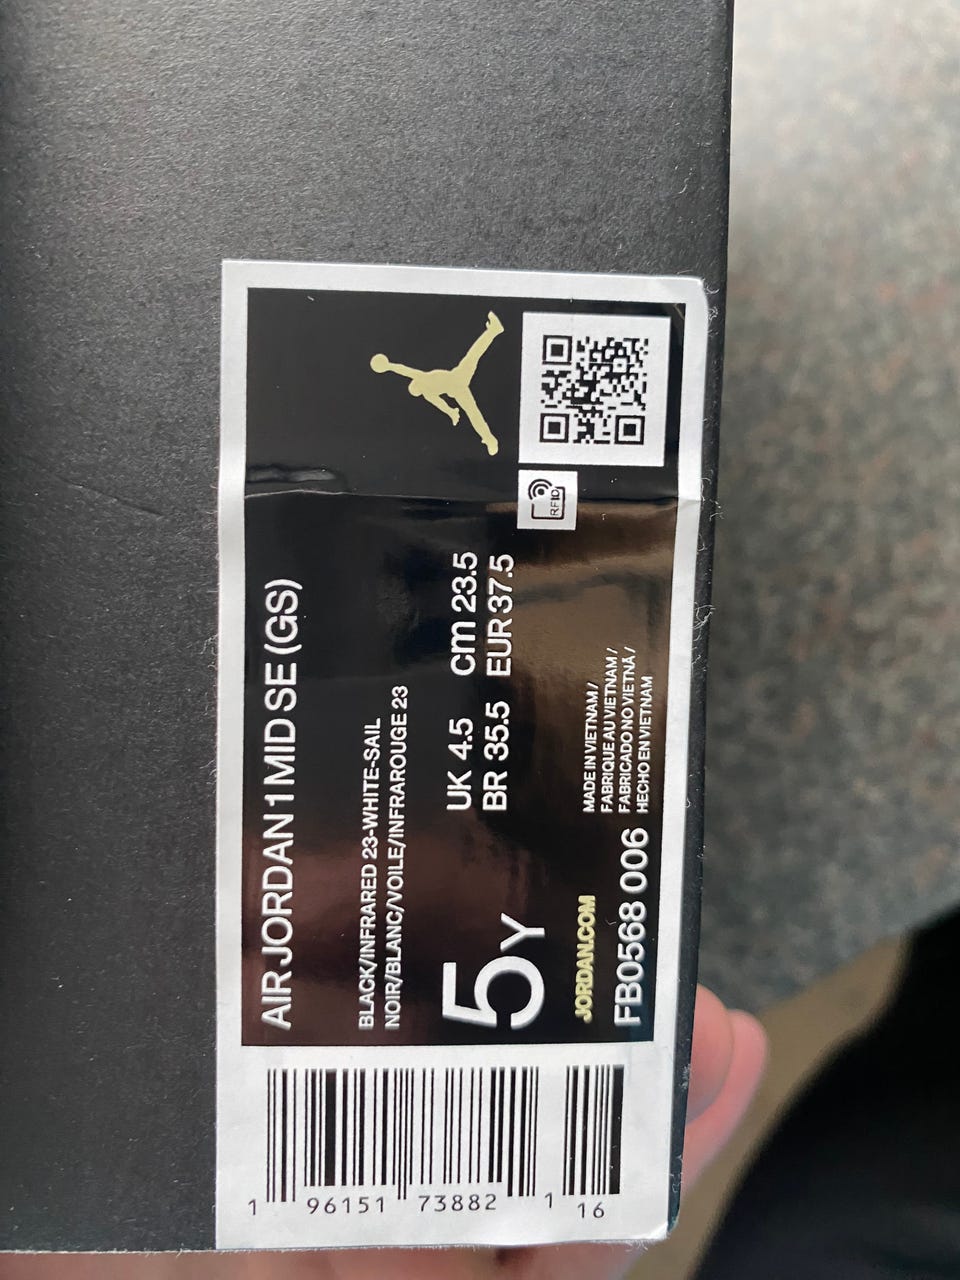 AIR JORDAN 1 MID SE (GS)
BLACK/INFRARED 23-WHITE-SAIL
NOIR/BLANC/VOILE/INFRAROUGE 23
5Y
UK 4.5 cm 23.5
BR 35.5 EUR 37.5
RFID
JORDAN.COM
FB0568 006
MADE IN VIETNAM /
FABRIQUE AU VIETNAM /
FABRICADO NO VIETNÃ /
HECHO EN VIETNAM
1 96151 73882 1 16